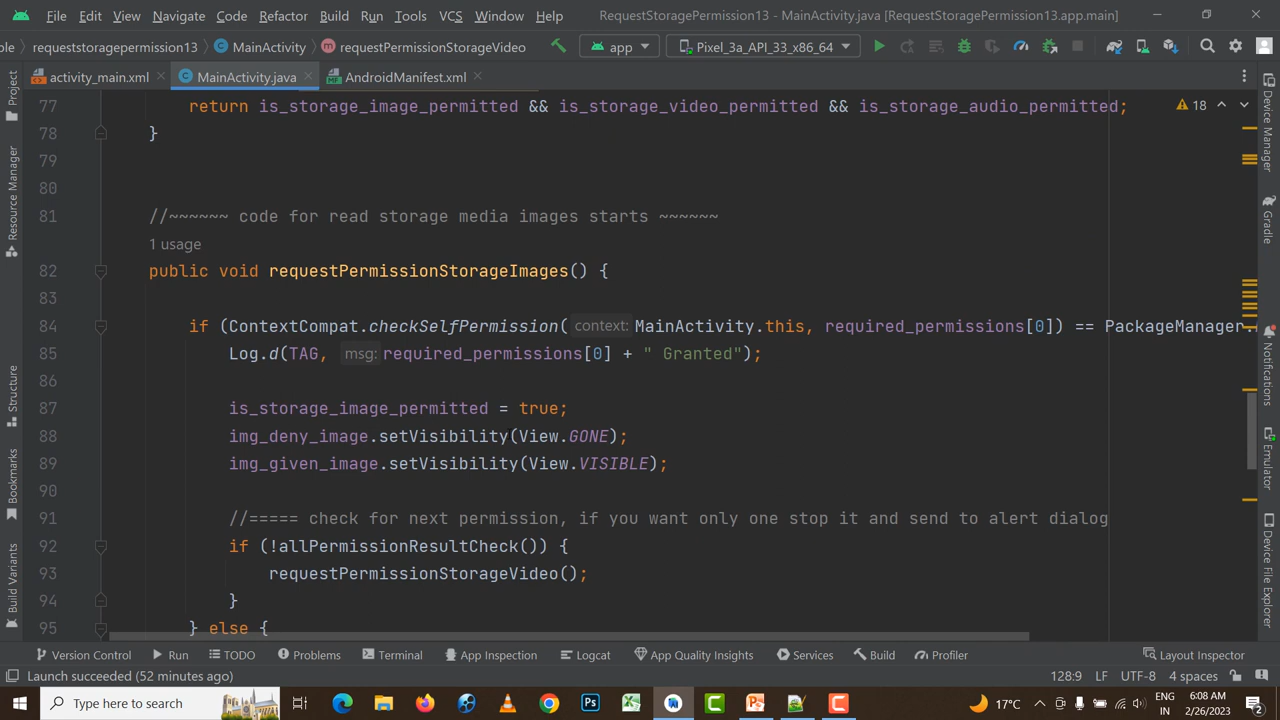 File Edit View Navigate Code Refactor Build Run Tools VCS Window Help RequestStoragePermission13 - MainActivity.java [RequestStoragePermission13.app.main]
ple requeststoragepermission13 MainActivity requestPermissionStorageVideo app Pixel_3a_API_33_x86_64
activity_main.xml MainActivity.java AndroidManifest.xml
77 return is_storage_image_permitted && is_storage_video_permitted && is_storage_audio_permitted; 18
78 }
79
80
81 //~~~~~~ code for read storage media images starts ~~~~~~
1 usage
82 public void requestPermissionStorageImages() {
83
84 if (ContextCompat.checkSelfPermission( context: MainActivity.this, required_permissions[0]) == PackageManager.
85 Log.d(TAG, msg: required_permissions[0] + " Granted");
86
87 is_storage_image_permitted = true;
88 img_deny_image.setVisibility(View.GONE);
89 img_given_image.setVisibility(View.VISIBLE);
90
91 //===== check for next permission, if you want only one stop it and send to alert dialog
92 if (!allPermissionResultCheck()) {
93 requestPermissionStorageVideo();
94 }
95 } else {
Project
Resource Manager
Structure
Bookmarks
Build Variants
Device Manager
Gradle
Notifications
Emulator
Device File Explorer
Version Control Run TODO Problems Terminal App Inspection Logcat App Quality Insights Services Build Profiler Layout Inspector
Launch succeeded (52 minutes ago) 128:9 LF UTF-8 4 spaces
Type here to search 17°C ENG 6:08 AM
IN 2/26/2023 2